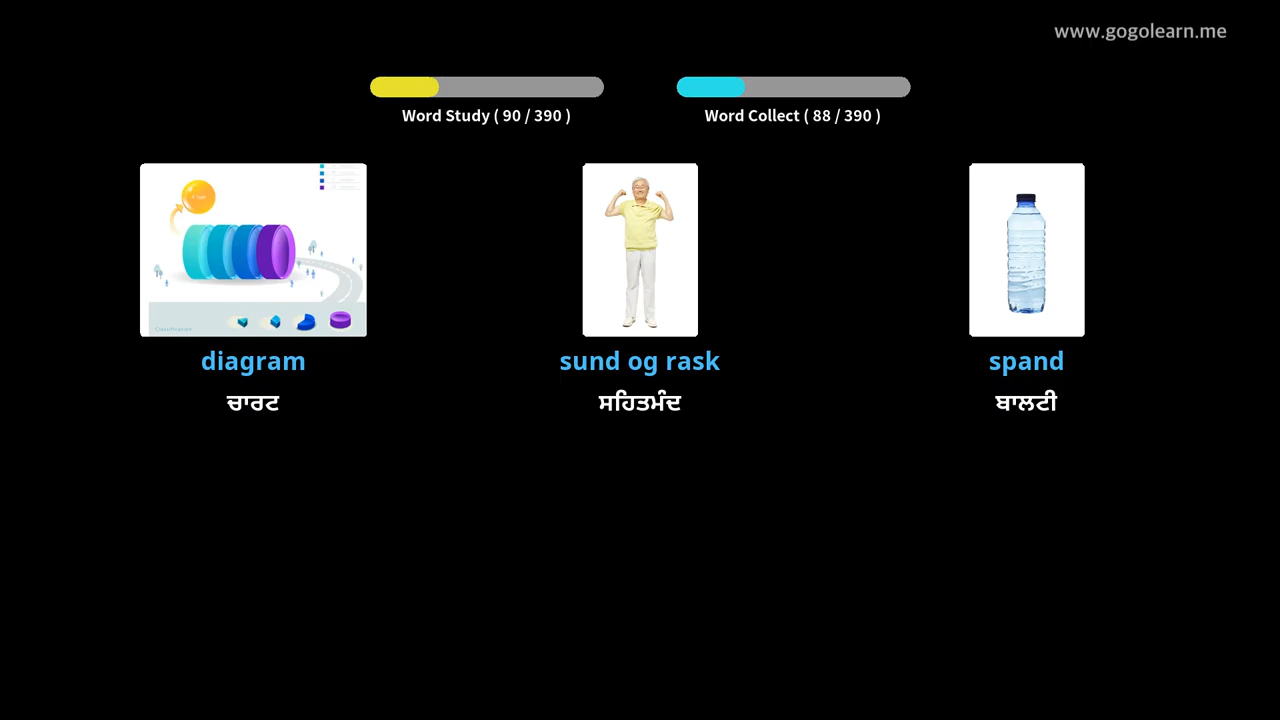 www.gogolearn.me
Word Study ( 90 / 390 )
Word Collect ( 88 / 390 )
Classification
diagram
sund og rask
spand
ਚਾਰਟ
ਸਹਿਤਮੰਦ
ਬਾਲਟੀ